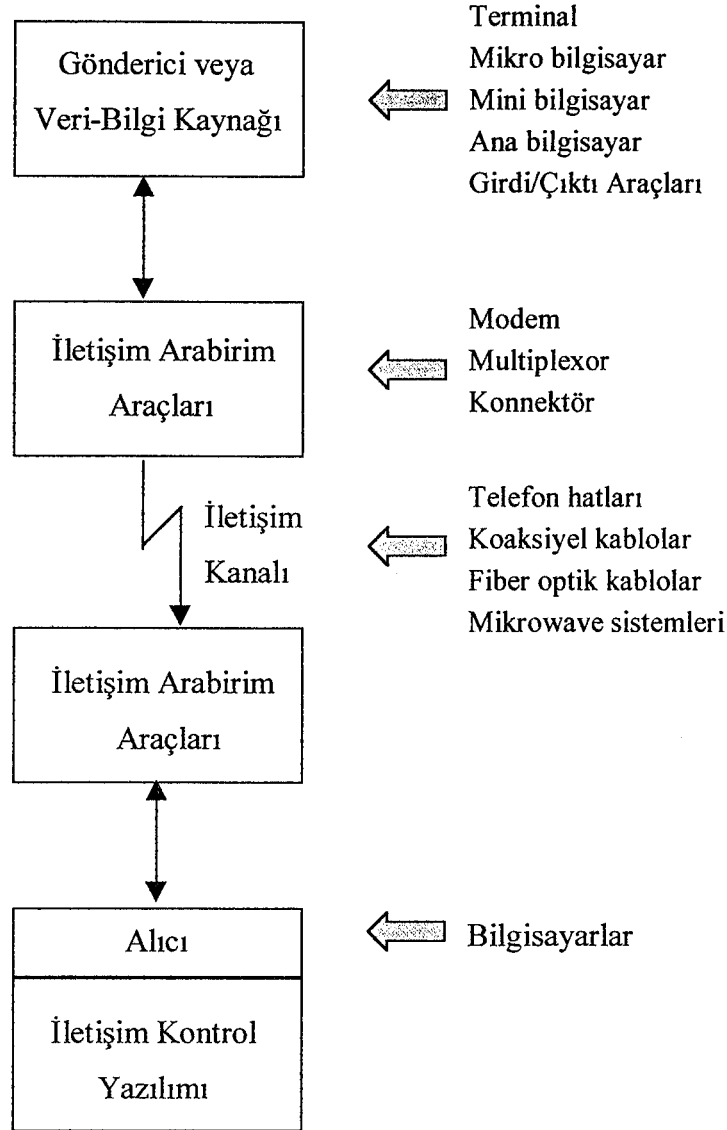 Gönderici veya
Veri-Bilgi Kaynağı
Terminal
Mikro bilgisayar
Mini bilgisayar
Ana bilgisayar
Girdi/Çıktı Araçları
İletişim Arabirim
Araçları
Modem
Multiplexor
Konnektör
İletişim
Kanalı
Telefon hatları
Koaksiyel kablolar
Fiber optik kablolar
Mikrowave sistemleri
İletişim Arabirim
Araçları
Alıcı
Bilgisayarlar
İletişim Kontrol
Yazılımı